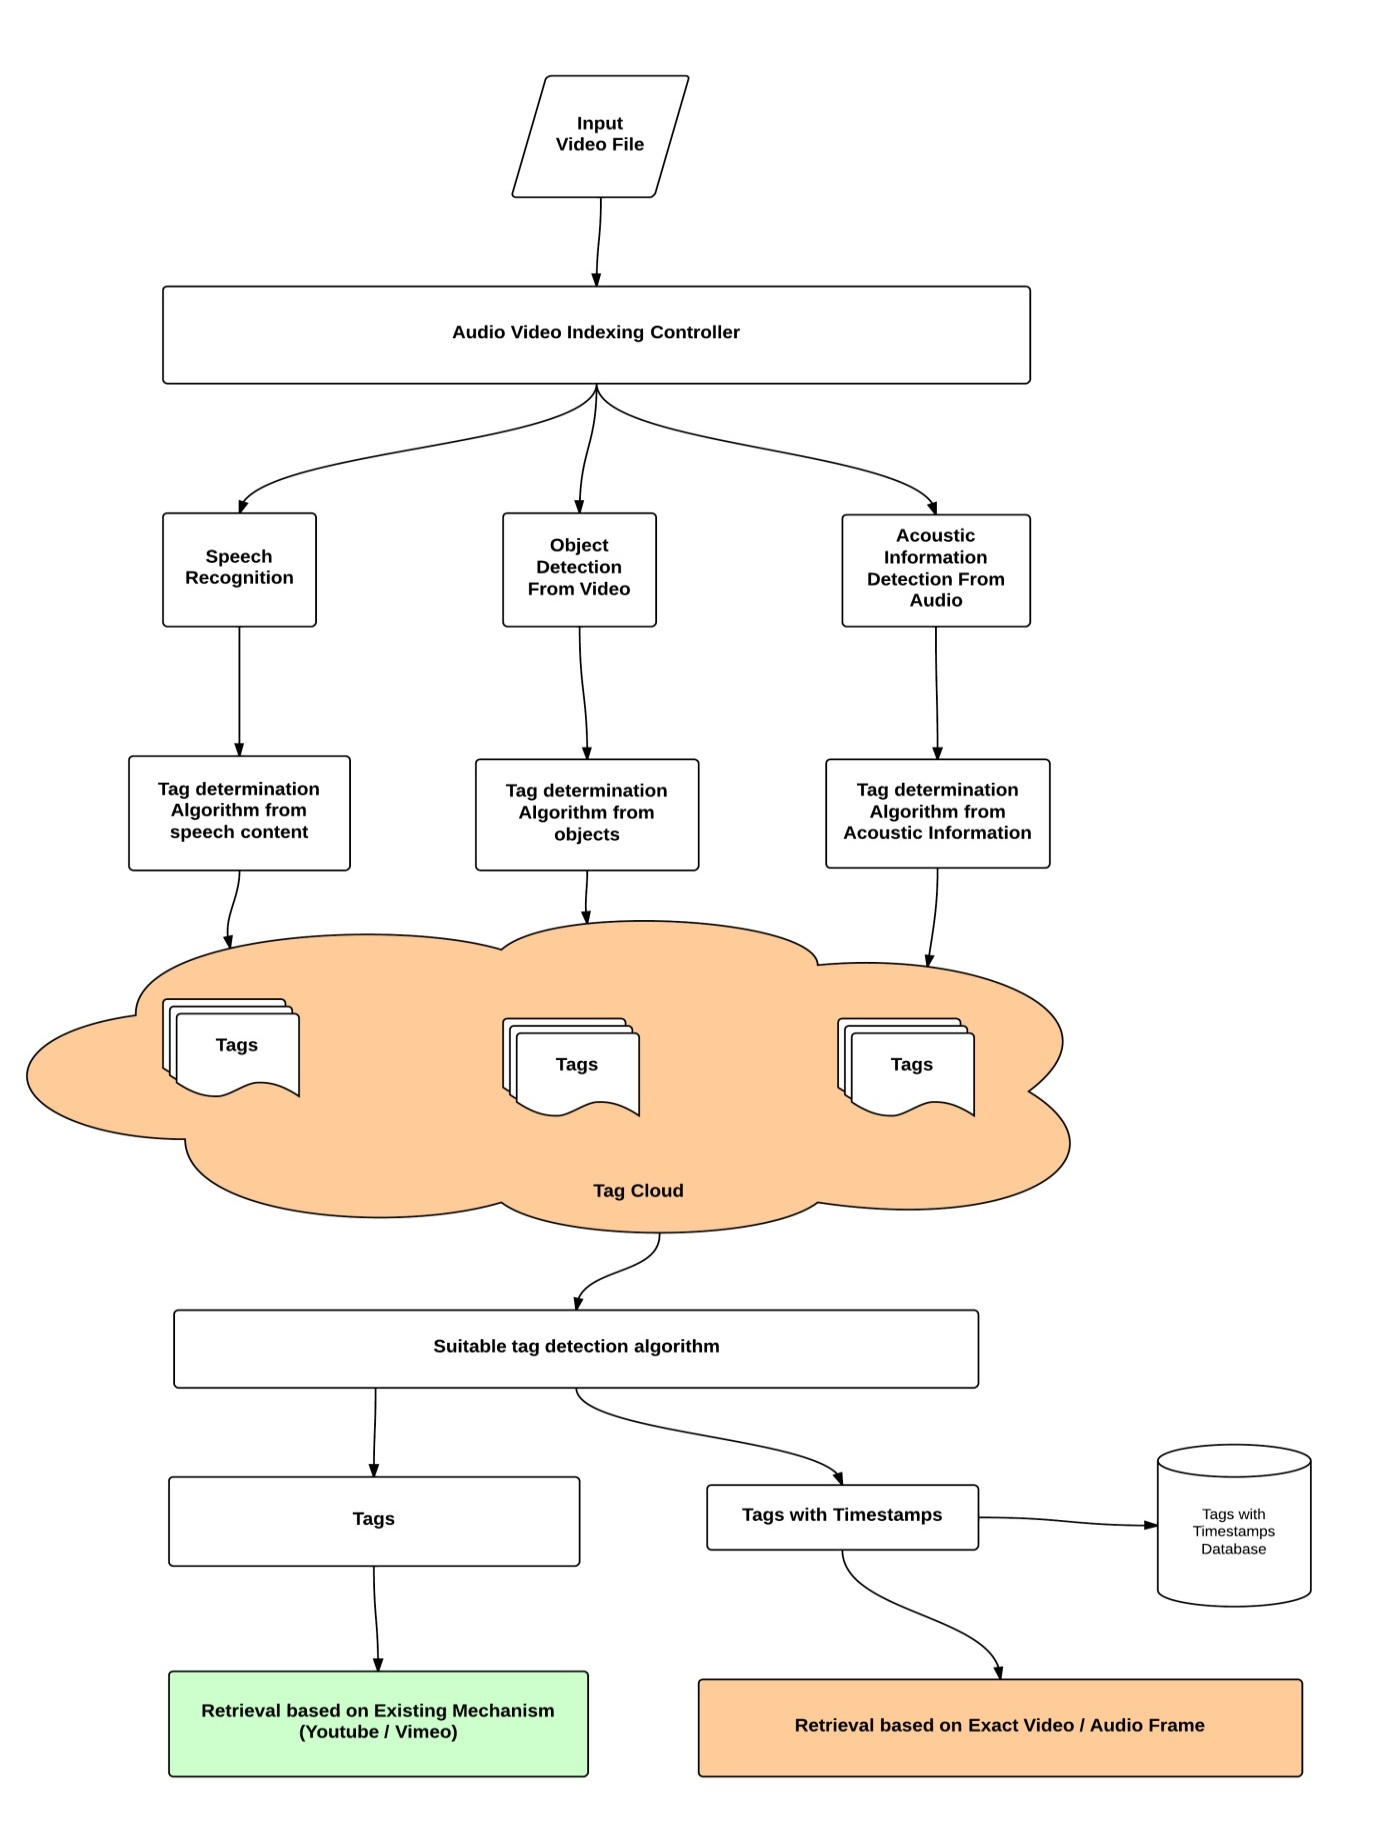 Input
Video File
Audio Video Indexing Controller
Speech
Recognition
Object
Detection
From Video
Acoustic
Information
Detection From
Audio
Tag determination
Algorithm from
speech content
Tag determination
Algorithm from
objects
Tag determination
Algorithm from
Acoustic Information
Tags
Tags
Tags
Tag Cloud
Suitable tag detection algorithm
Tags
Tags with Timestamps
Tags with
Timestamps
Database
Retrieval based on Existing Mechanism
(Youtube / Vimeo)
Retrieval based on Exact Video / Audio Frame